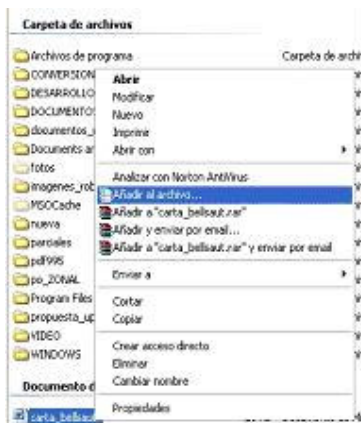 Carpeta de archivos
Archivos de programa Carpeta de archi
CONVERSION
DESARROLLO
DOCUMENTO
documentos_
Documents an
fotos
imagenes_rob
MSOCache
nueva
parciales
pdf995
po_ZONAL
Program Files
propuesta_up
VIDEO
WINDOWS
Documento d
carta_bellsaut
Abrir
Modificar
Nuevo
Imprimir
Abrir con
Analizar con Norton AntiVirus
Añadir al archivo...
Añadir a "carta_bellsaut.rar"
Añadir y enviar por email...
Añadir a "carta_bellsaut.rar" y enviar por email
Enviar a
Cortar
Copiar
Crear acceso directo
Eliminar
Cambiar nombre
Propiedades